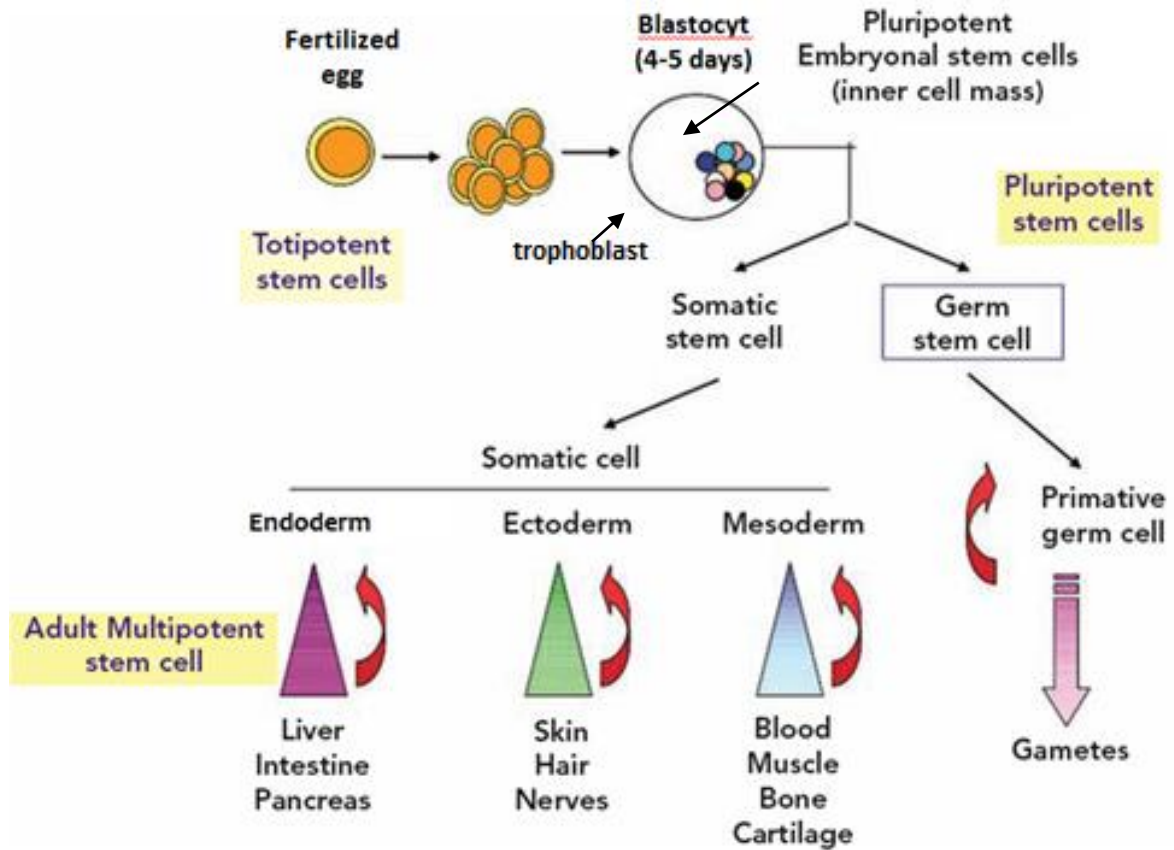 Fertilized
egg
Blastocyt
(4-5 days)
Pluripotent
Embryonal stem cells
(inner cell mass)
Totipotent
stem cells
trophoblast
Pluripotent
stem cells
Somatic
stem cell
Germ
stem cell
Somatic cell
Primative
germ cell
Endoderm
Ectoderm
Mesoderm
Adult Multipotent
stem cell
Liver
Intestine
Pancreas
Skin
Hair
Nerves
Blood
Muscle
Bone
Cartilage
Gametes